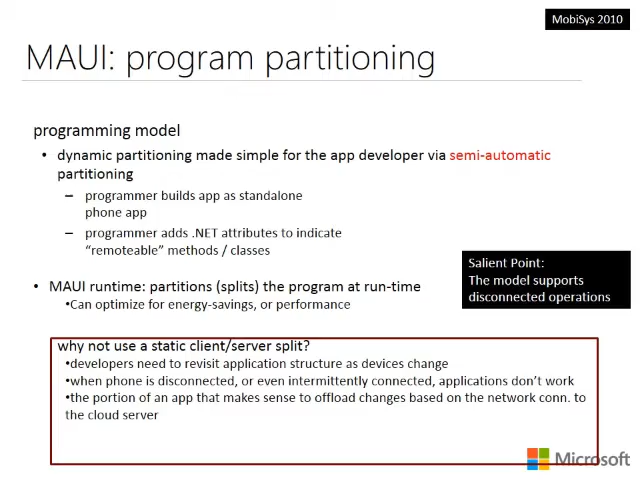 MobiSys 2010
MAUI: program partitioning
programming model
• dynamic partitioning made simple for the app developer via semi-automatic
partitioning
– programmer builds app as standalone
phone app
– programmer adds .NET attributes to indicate
“remoteable” methods / classes
• MAUI runtime: partitions (splits) the program at run-time
•Can optimize for energy-savings, or performance
Salient Point:
The model supports
disconnected operations
why not use a static client/server split?
•developers need to revisit application structure as devices change
•when phone is disconnected, or even intermittently connected, applications don’t work
•the portion of an app that makes sense to offload changes based on the network conn. to
the cloud server
Microsoft